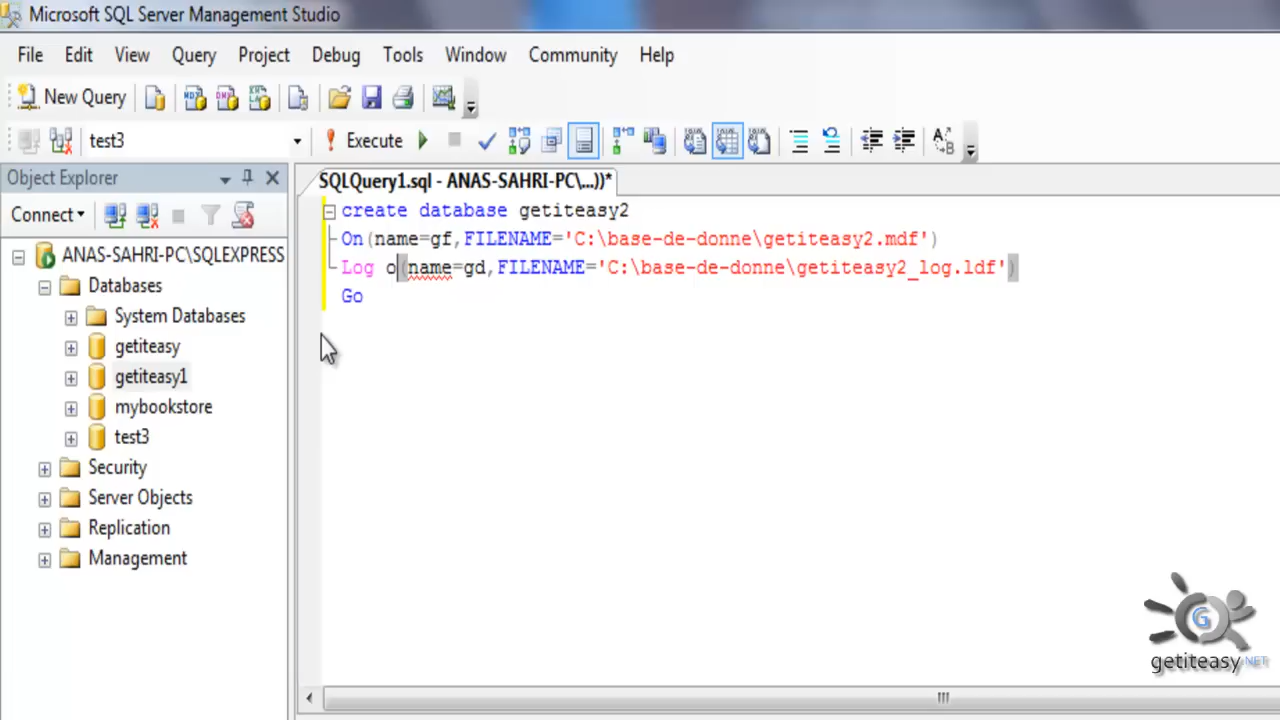 Microsoft SQL Server Management Studio
File Edit View Query Project Debug Tools Window Community Help
New Query
test3 Execute
Object Explorer
SQLQuery1.sql - ANAS-SAHRI-PC\...))*
Connect
create database getiteasy2
On(name=gf,FILENAME='C:\base-de-donne\getiteasy2.mdf')
Log o(name=gd,FILENAME='C:\base-de-donne\getiteasy2_log.ldf')
Go
ANAS-SAHRI-PC\SQLEXPRESS
Databases
System Databases
getiteasy
getiteasy1
mybookstore
test3
Security
Server Objects
Replication
Management
G
getiteasy.NET